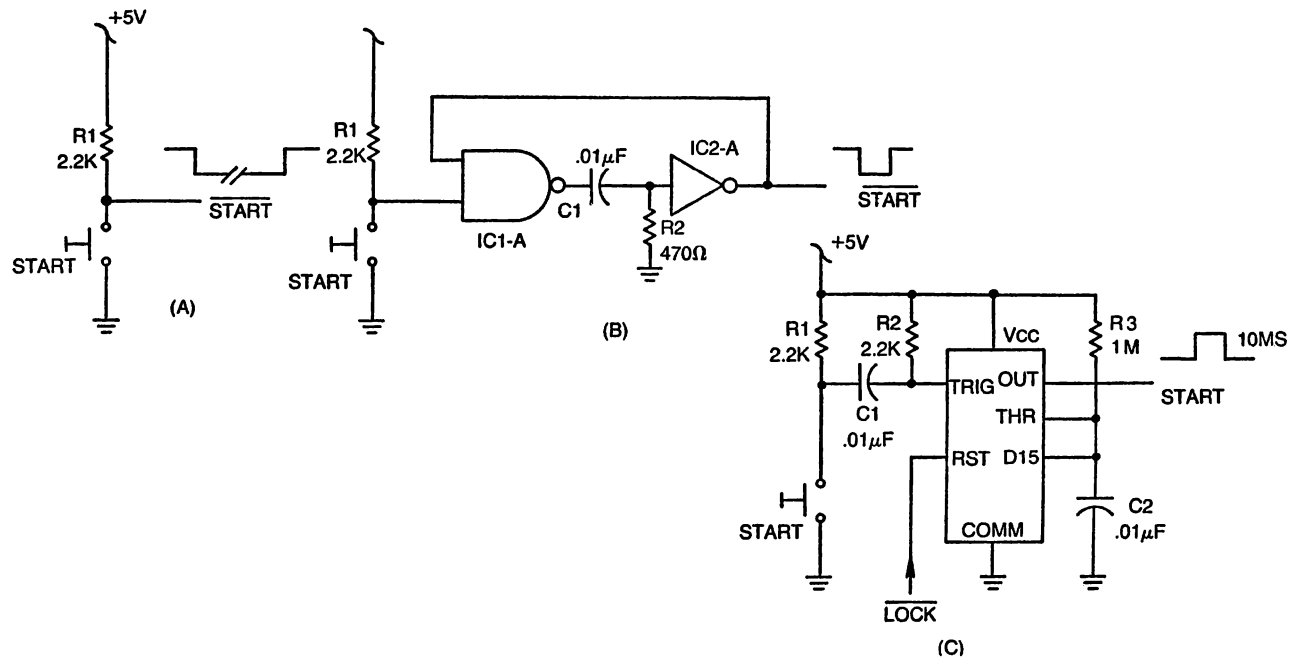 +5V
R1
2.2K
START
START
(A)
R1
2.2K
START
IC1-A
.01μF
C1
IC2-A
R2
470Ω
START
(B)
+5V
R1
2.2K
R2
2.2K
VCC
R3
1M
10MS
TRIG
OUT
START
C1
.01μF
THR
RST
D15
START
COMM
C2
.01μF
LOCK
(C)